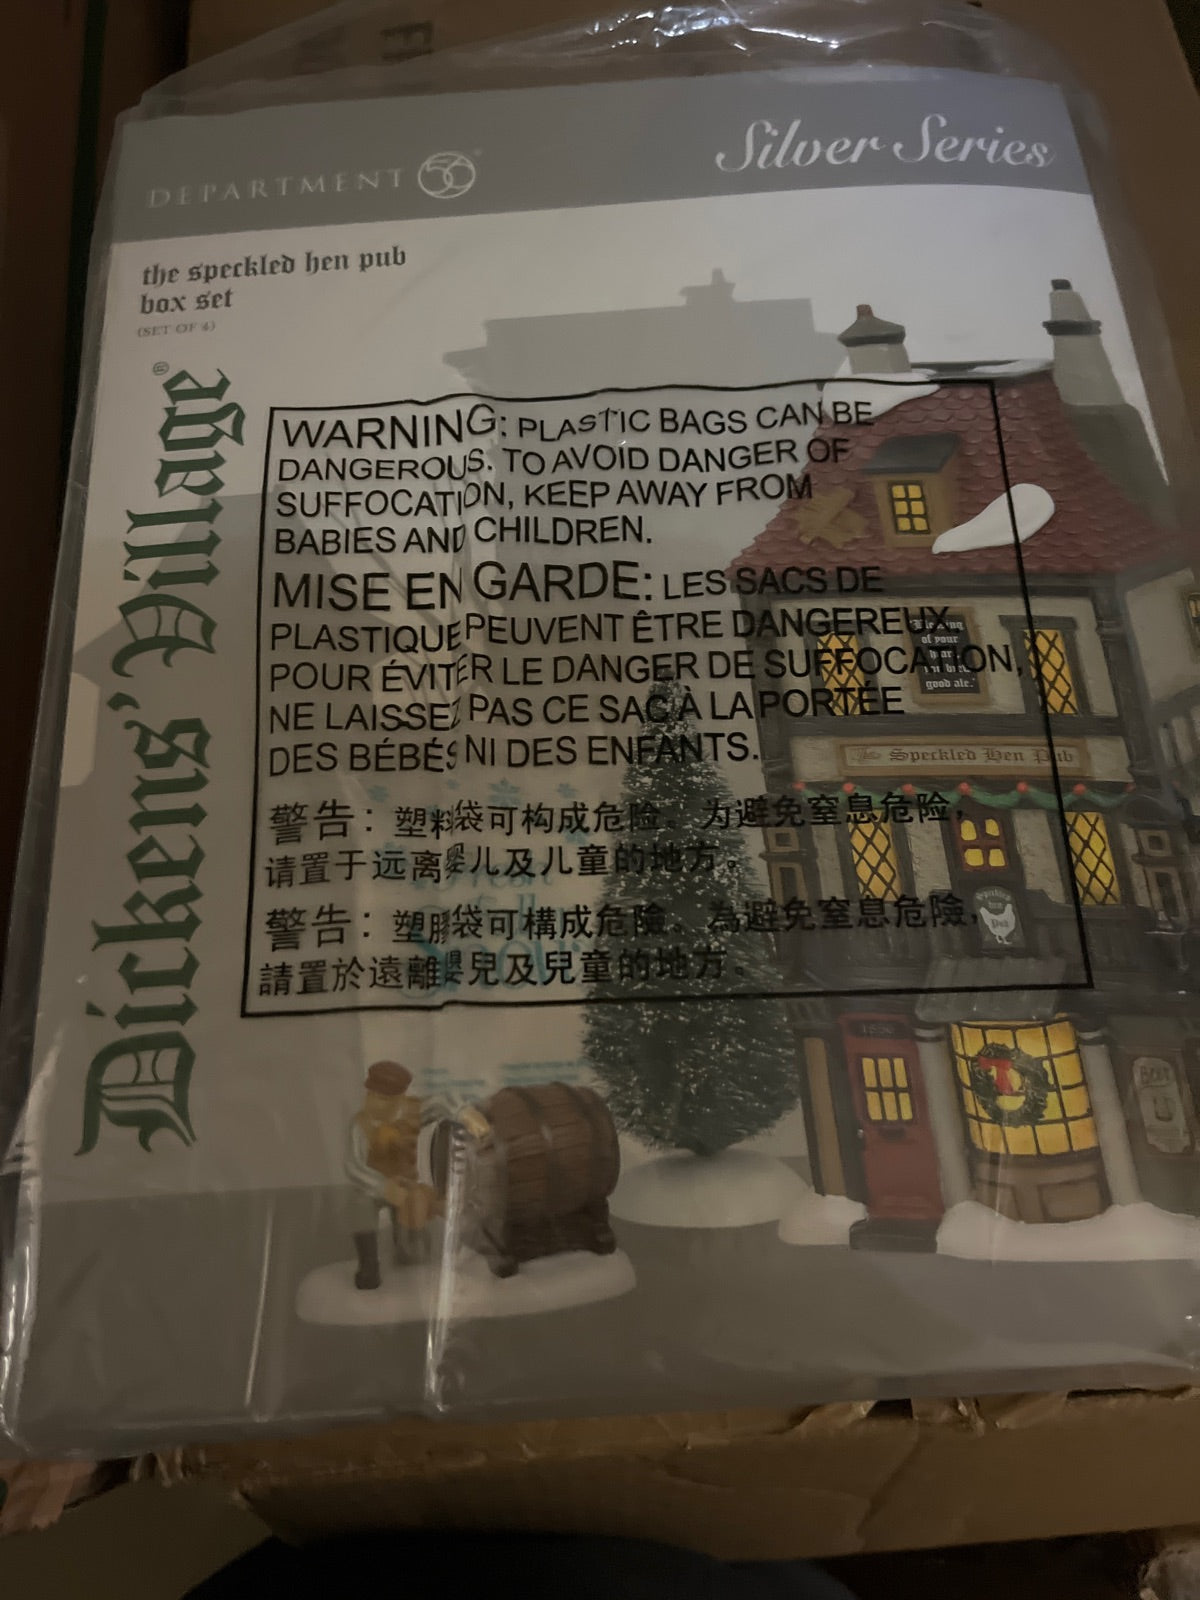 DEPARTMENT 56®
Silver Series
the speckled hen pub
box set
(SET OF 4)
Dickens' Village®
WARNING: PLASTIC BAGS CAN BE
DANGEROUS. TO AVOID DANGER OF
SUFFOCATION, KEEP AWAY FROM
BABIES AND CHILDREN.
MISE EN GARDE: LES SACS DE
PLASTIQUE PEUVENT ÊTRE DANGEREUX.
POUR ÉVITER LE DANGER DE SUFFOCATION,
NE LAISSEZ PAS CE SAC À LA PORTÉE
DES BÉBÉS NI DES ENFANTS.
警告：塑料袋可构成危险。为避免窒息危险，
请置于远离婴儿及儿童的地方。
警告：塑膠袋可構成危險。為避免窒息危險，
請置於遠離嬰兒及兒童的地方。
of your
good ale.'
The Speckled Hen Pub
Pub